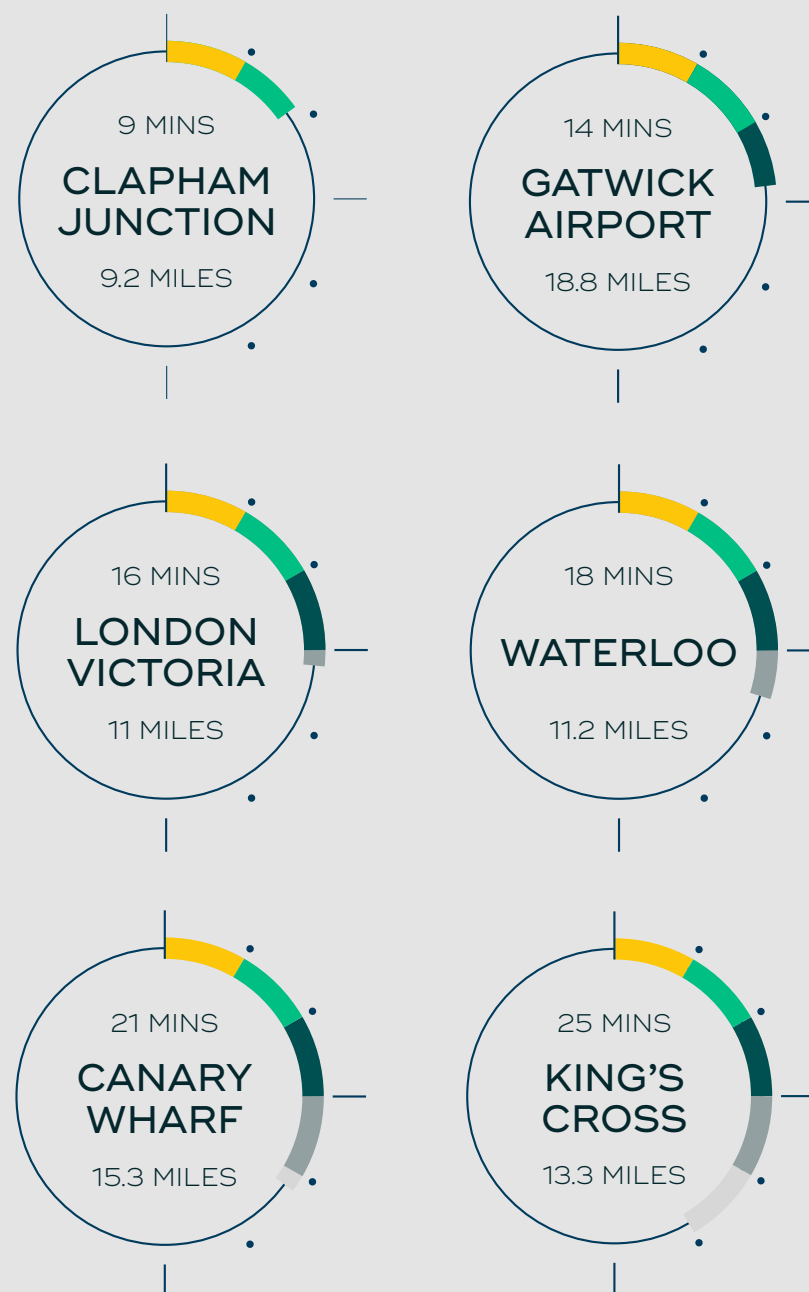 9 MINS
CLAPHAM
JUNCTION
9.2 MILES
14 MINS
GATWICK
AIRPORT
18.8 MILES
16 MINS
LONDON
VICTORIA
11 MILES
18 MINS
WATERLOO
11.2 MILES
21 MINS
CANARY
WHARF
15.3 MILES
25 MINS
KING'S
CROSS
13.3 MILES